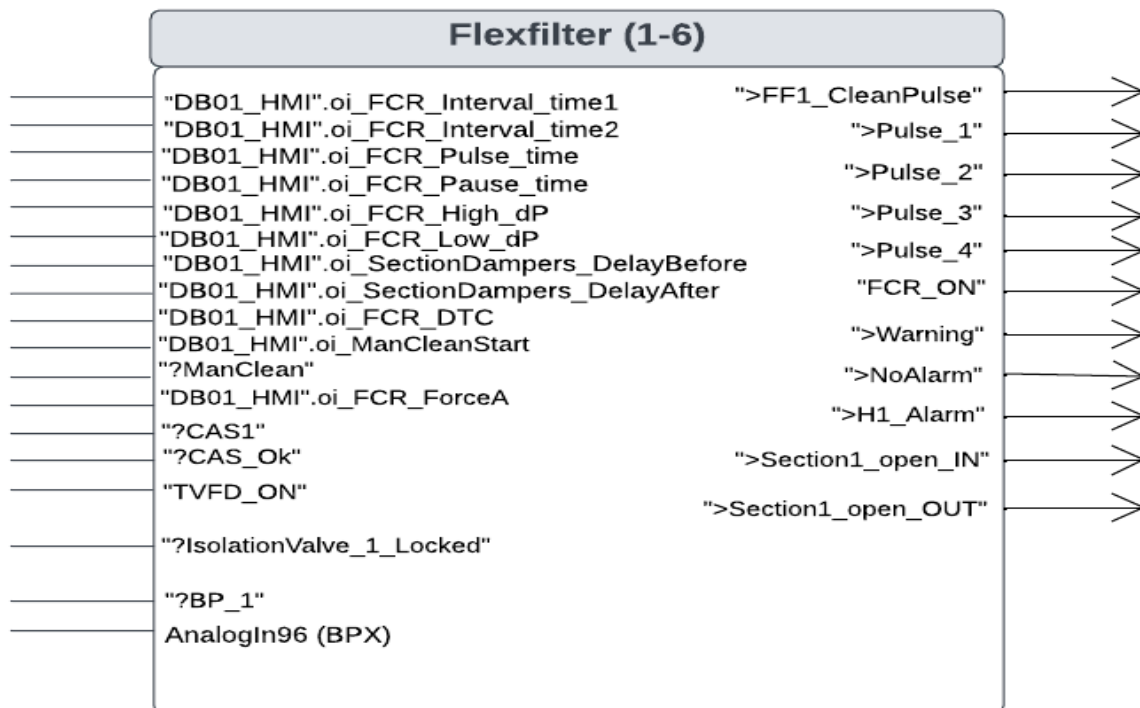 Flexfilter (1-6)
"DB01_HMI".oi_FCR_Interval_time1
"DB01_HMI".oi_FCR_Interval_time2
"DB01_HMI".oi_FCR_Pulse_time
"DB01_HMI".oi_FCR_Pause_time
"DB01_HMI".oi_FCR_High_dP
"DB01_HMI".oi_FCR_Low_dP
"DB01_HMI".oi_SectionDampers_DelayBefore
"DB01_HMI".oi_SectionDampers_DelayAfter
"DB01_HMI".oi_FCR_DTC
"DB01_HMI".oi_ManCleanStart
"?ManClean"
"DB01_HMI".oi_FCR_ForceA
"?CAS1"
"?CAS_Ok"
"TVFD_ON"
"?IsolationValve_1_Locked"
"?BP_1"
AnalogIn96 (BPX)
">FF1_CleanPulse"
">Pulse_1"
">Pulse_2"
">Pulse_3"
">Pulse_4"
"FCR_ON"
">Warning"
">NoAlarm"
">H1_Alarm"
">Section1_open_IN"
">Section1_open_OUT"